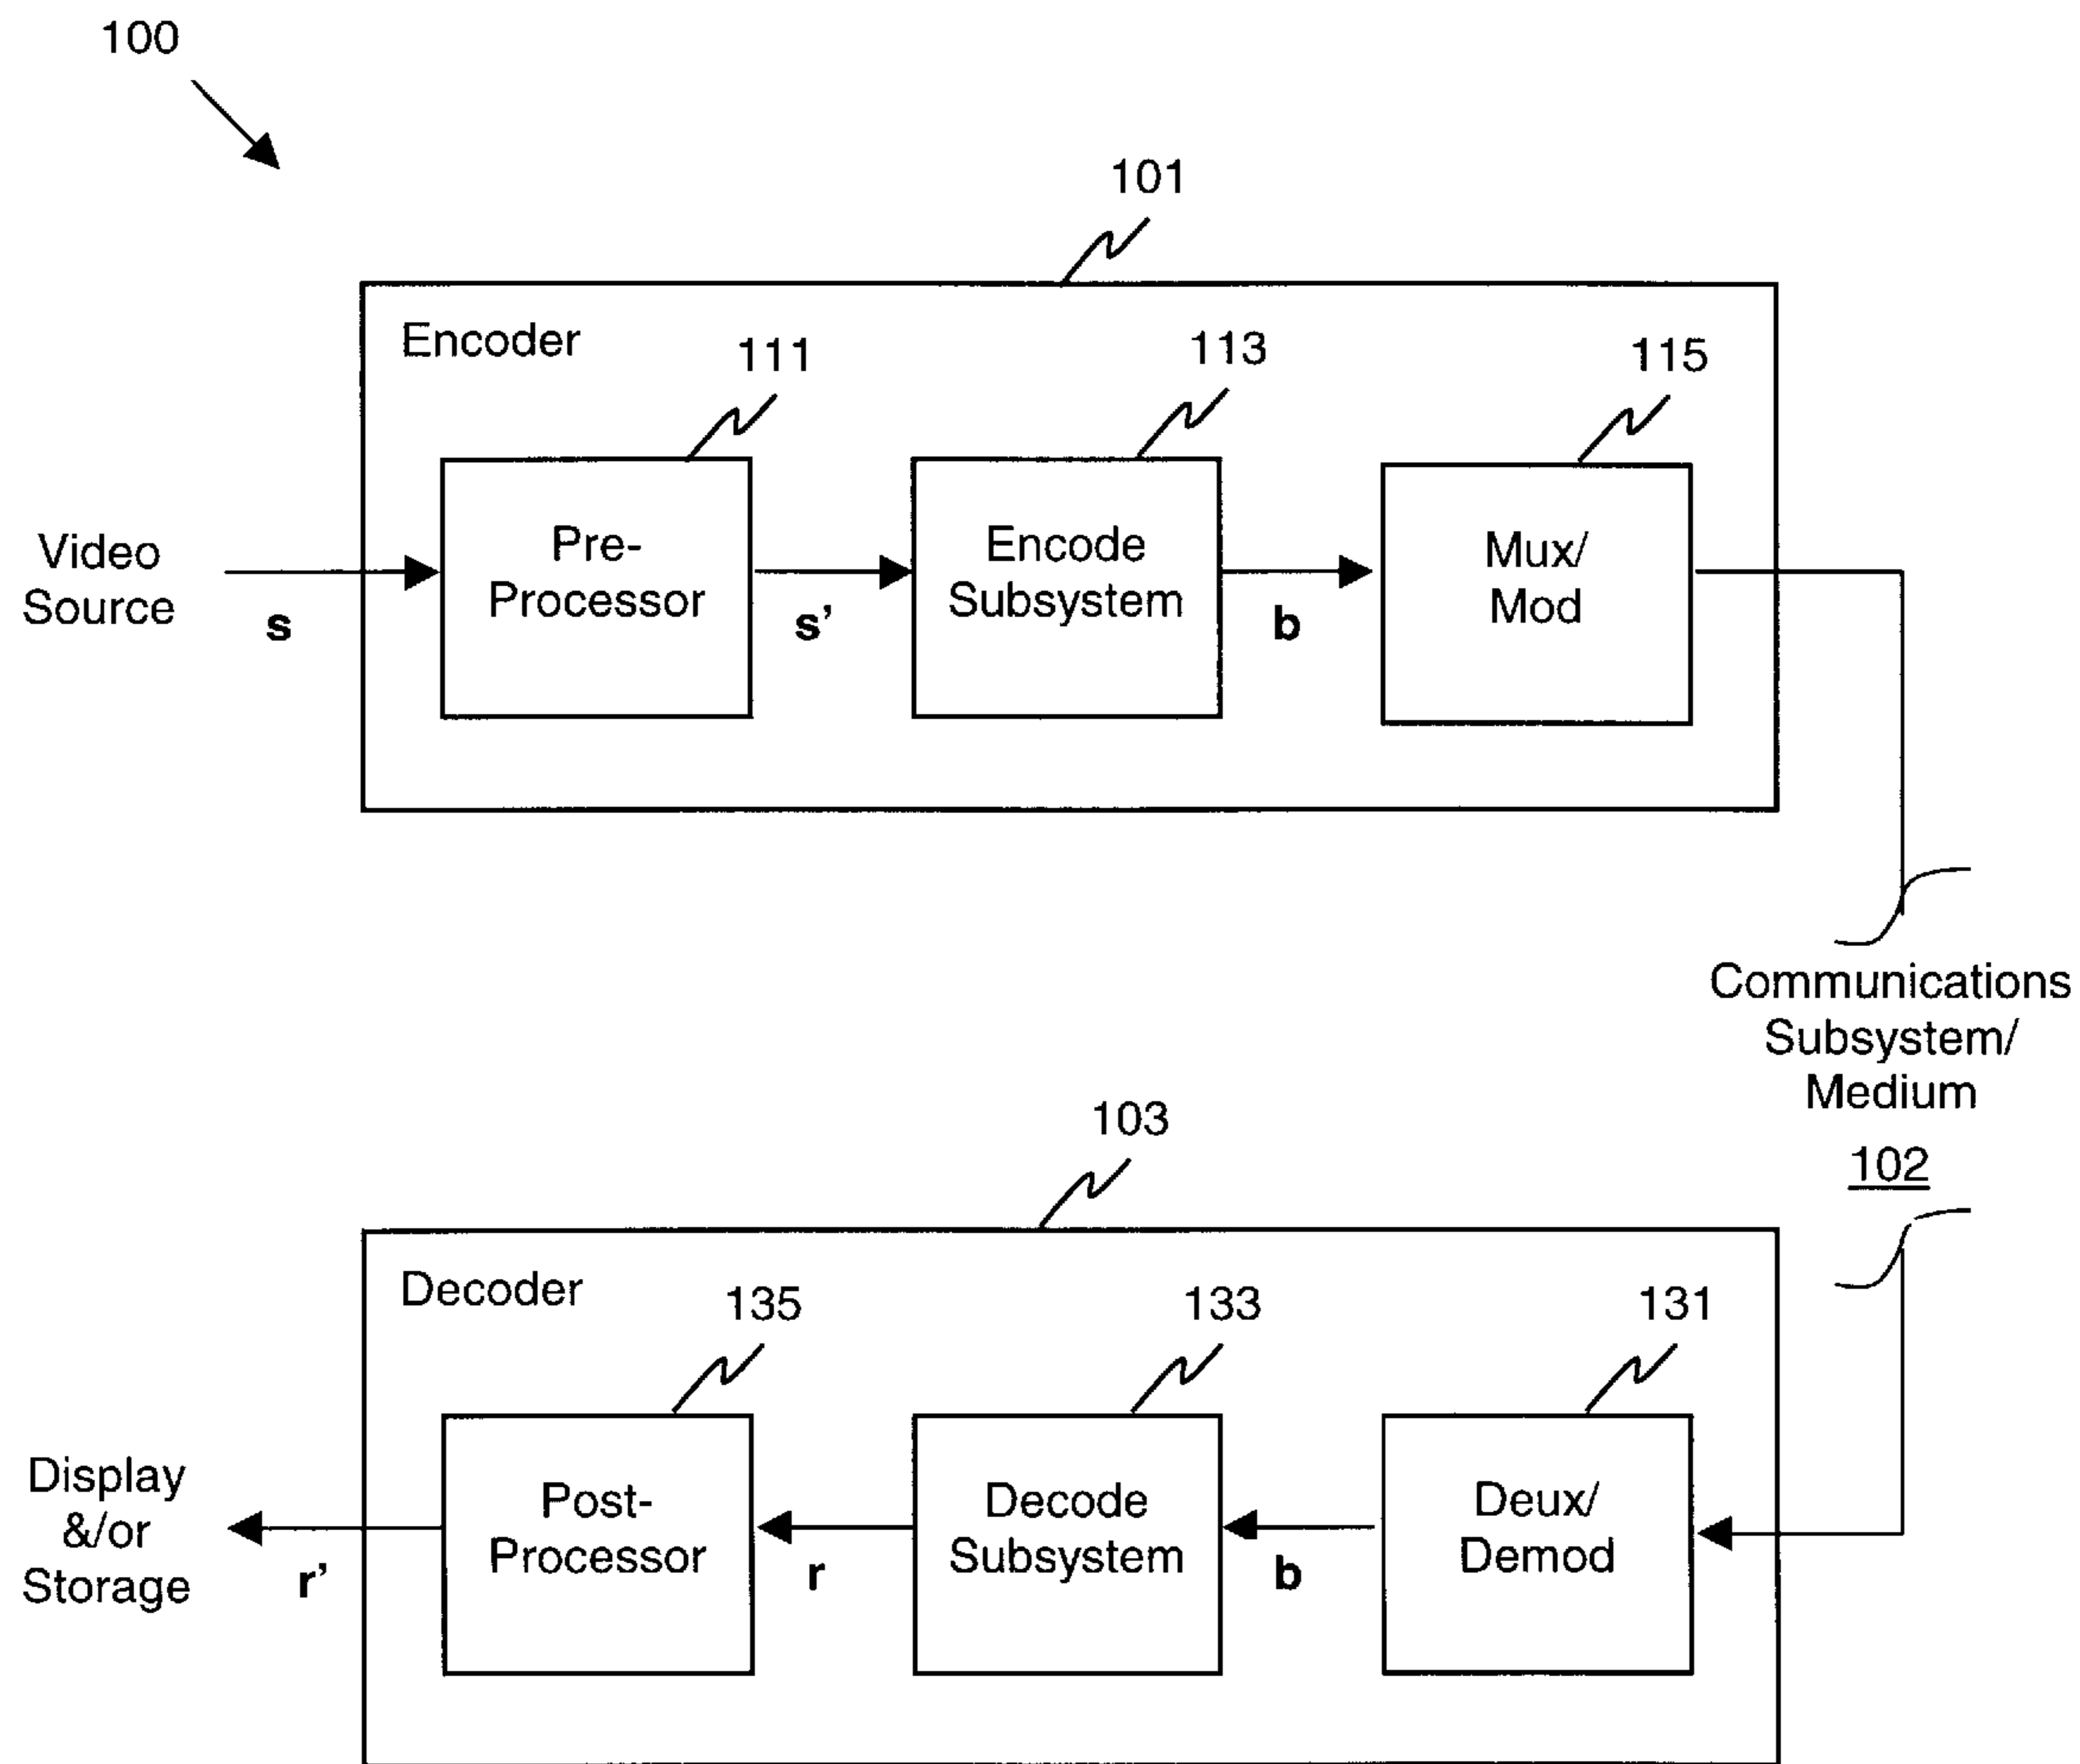 100
101
Encoder
111
113
115
Video
Source
s
Pre-
Processor
s’
Encode
Subsystem
b
Mux/
Mod
Communications
Subsystem/
Medium
102
103
Decoder
135
133
131
Display
&/or
Storage
r’
Post-
Processor
r
Decode
Subsystem
b
Deux/
Demod